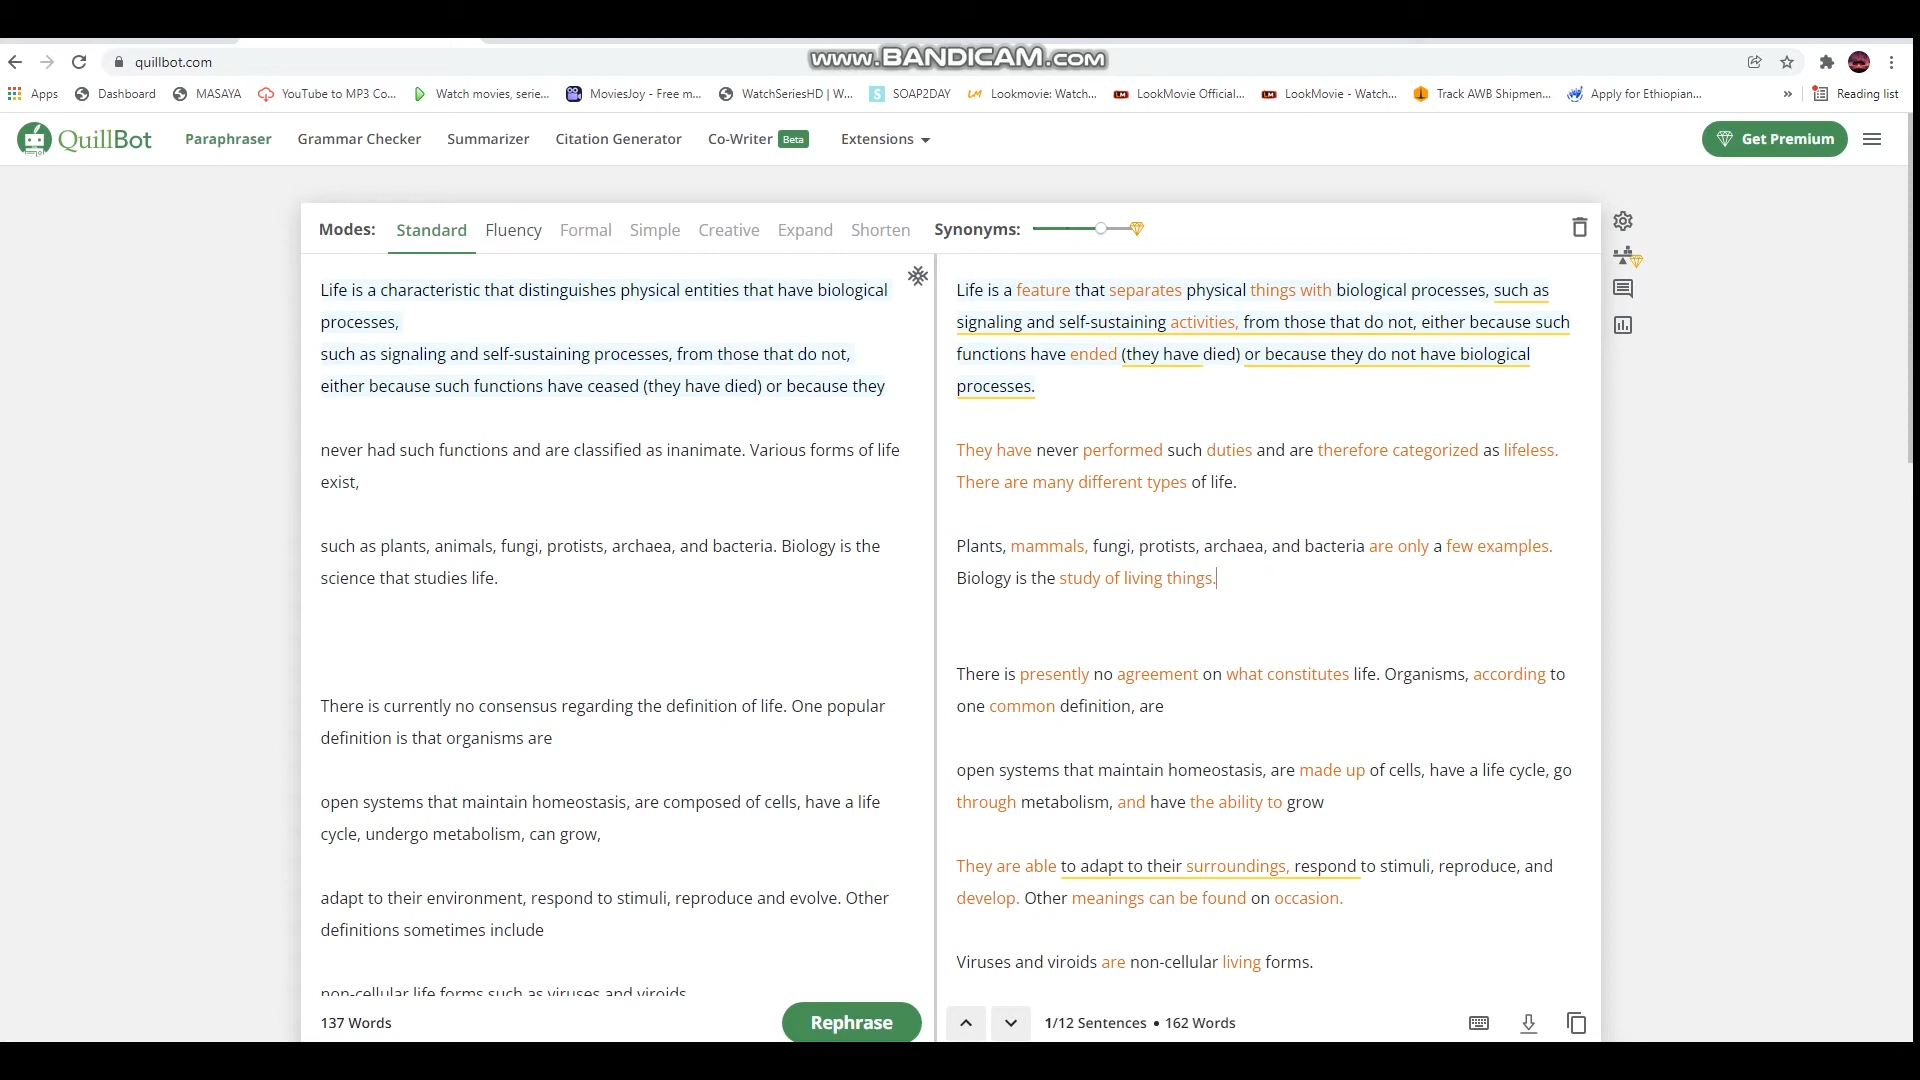 www.BANDICAM.com
quillbot.com
Apps Dashboard MASAYA YouTube to MP3 Co... Watch movies, serie... MoviesJoy - Free m... WatchSeriesHD | W... SOAP2DAY Lookmovie: Watch... LookMovie Official... LookMovie - Watch... Track AWB Shipmen... Apply for Ethiopian... » Reading list
QuillBot Paraphraser Grammar Checker Summarizer Citation Generator Co-Writer Beta Extensions Get Premium
Modes: Standard Fluency Formal Simple Creative Expand Shorten Synonyms:
Life is a characteristic that distinguishes physical entities that have biological
processes,
such as signaling and self-sustaining processes, from those that do not,
either because such functions have ceased (they have died) or because they
never had such functions and are classified as inanimate. Various forms of life
exist,
such as plants, animals, fungi, protists, archaea, and bacteria. Biology is the
science that studies life.
There is currently no consensus regarding the definition of life. One popular
definition is that organisms are
open systems that maintain homeostasis, are composed of cells, have a life
cycle, undergo metabolism, can grow,
adapt to their environment, respond to stimuli, reproduce and evolve. Other
definitions sometimes include
non-cellular life forms such as viruses and viroids
137 Words
Rephrase
Life is a feature that separates physical things with biological processes, such as
signaling and self-sustaining activities, from those that do not, either because such
functions have ended (they have died) or because they do not have biological
processes.
They have never performed such duties and are therefore categorized as lifeless.
There are many different types of life.
Plants, mammals, fungi, protists, archaea, and bacteria are only a few examples.
Biology is the study of living things.
There is presently no agreement on what constitutes life. Organisms, according to
one common definition, are
open systems that maintain homeostasis, are made up of cells, have a life cycle, go
through metabolism, and have the ability to grow
They are able to adapt to their surroundings, respond to stimuli, reproduce, and
develop. Other meanings can be found on occasion.
Viruses and viroids are non-cellular living forms.
1/12 Sentences • 162 Words